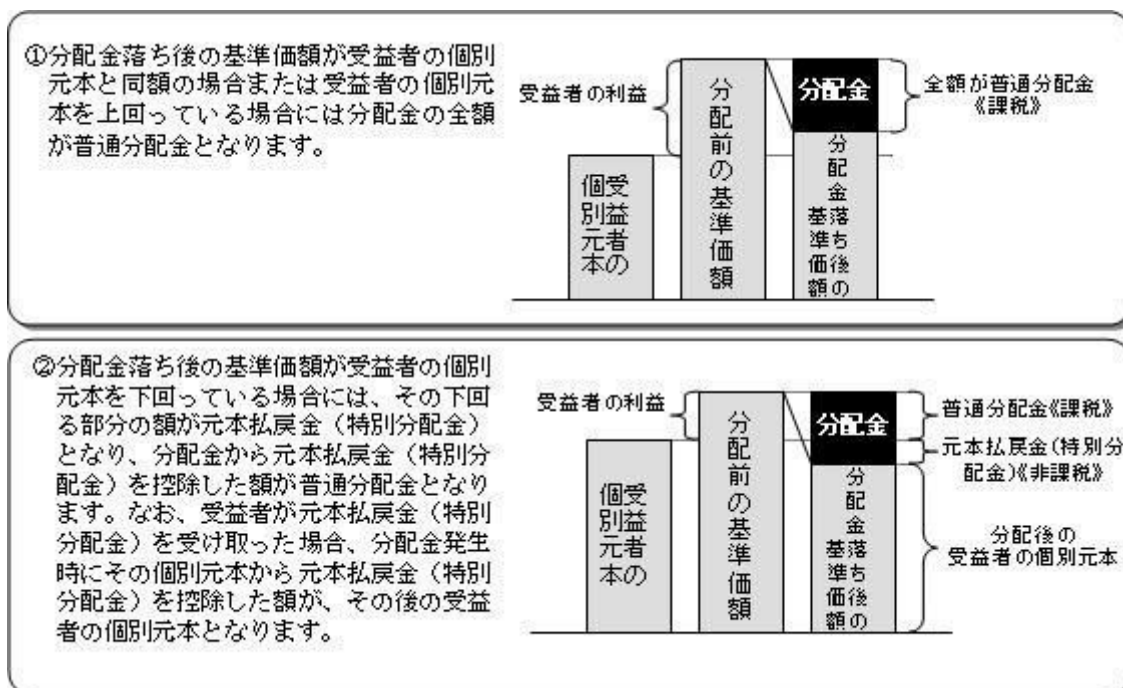 ①分配金落ち後の基準価額が受益者の個別
元本と同額の場合または受益者の個別元
本を上回っている場合には分配金の全額
が普通分配金となります。
受益者の利益
受益者の
個別元本
分配前の基準価額
分配金
分配金落ち後の
基準価額
全額が普通分配金
《課税》
②分配金落ち後の基準価額が受益者の個別
元本を下回っている場合には、その下回
る部分の額が元本払戻金（特別分配金）
となり、分配金から元本払戻金（特別分
配金）を控除した額が普通分配金となり
ます。なお、受益者が元本払戻金（特別
分配金）を受け取った場合、分配金発生
時にその個別元本から元本払戻金（特別
分配金）を控除した額が、その後の受益
者の個別元本となります。
受益者の利益
受益者の
個別元本
分配前の基準価額
分配金
分配金落ち後の
基準価額
普通分配金《課税》
元本払戻金(特別分
配金)《非課税》
分配後の
受益者の個別元本